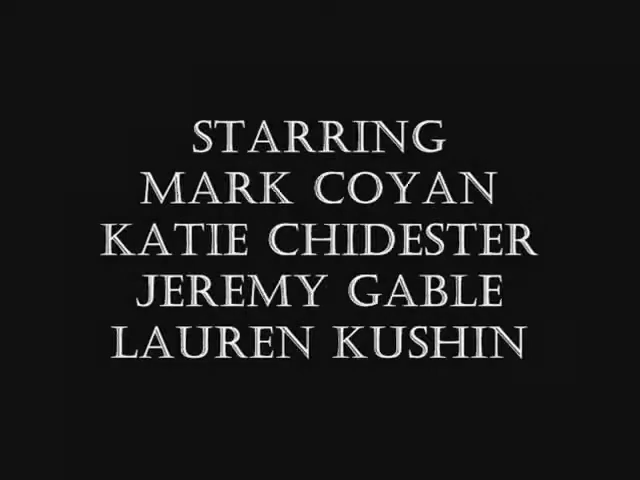 STARRING
MARK COYAN
KATIE CHIDESTER
JEREMY GABLE
LAUREN KUSHIN